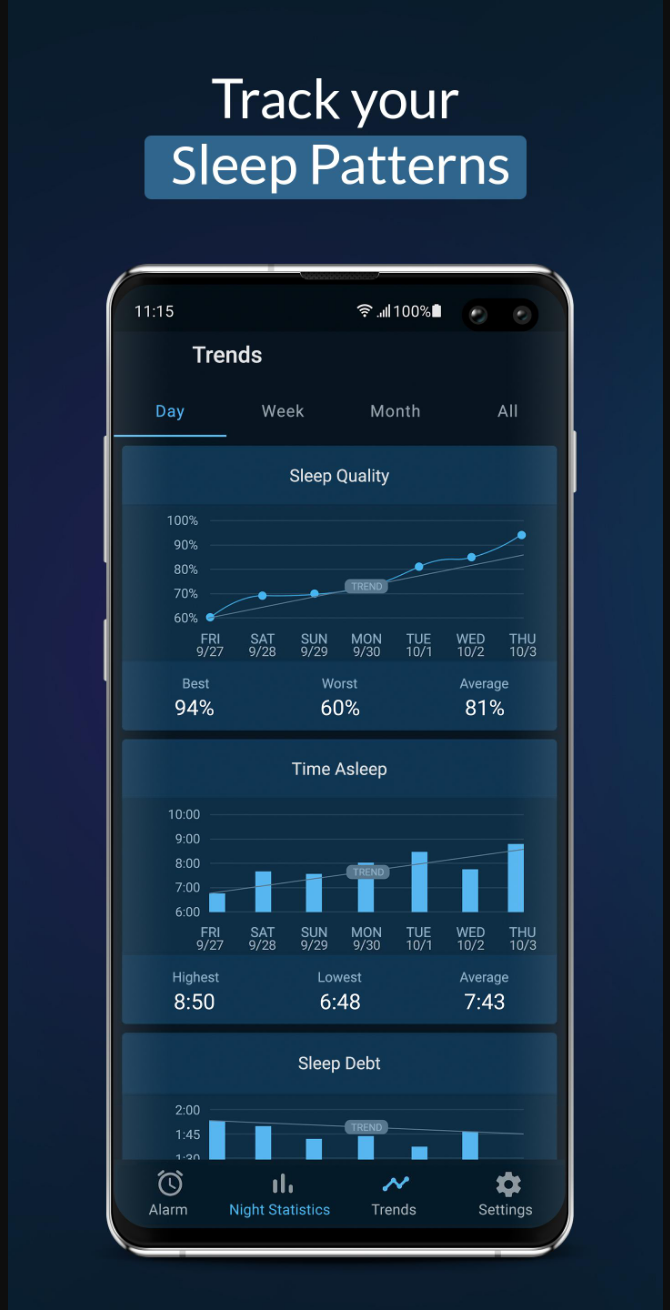 Track your
Sleep Patterns
11:15 100%
Trends
Day Week Month All
Sleep Quality
100%
90%
80%
70%
60%
TREND
FRI SAT SUN MON TUE WED THU
9/27 9/28 9/29 9/30 10/1 10/2 10/3
Best Worst Average
94% 60% 81%
Time Asleep
10:00
9:00
8:00
7:00
6:00
TREND
FRI SAT SUN MON TUE WED THU
9/27 9/28 9/29 9/30 10/1 10/2 10/3
Highest Lowest Average
8:50 6:48 7:43
Sleep Debt
2:00
1:45
1:30
TREND
Alarm Night Statistics Trends Settings